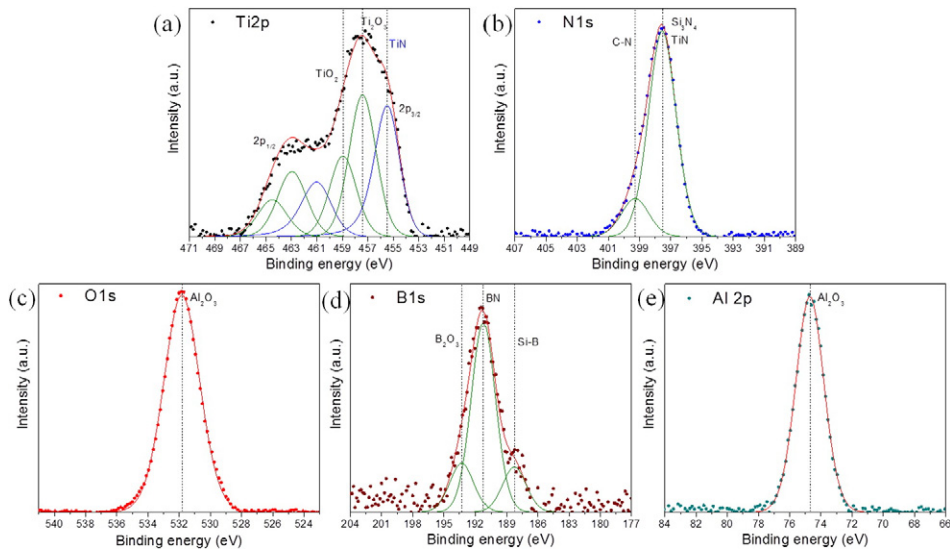 (a)
Ti2p
Ti₂O₃
TiN
TiO₂
2p₃/₂
2p₁/₂
Intensity (a.u.)
471 469 467 465 463 461 459 457 455 453 451 449
Binding energy (eV)
(b)
N1s
Si₃N₄
TiN
C-N
Intensity (a.u.)
407 405 403 401 399 397 395 393 391 389
Binding energy (eV)
(c)
O1s
Al₂O₃
Intensity (a.u.)
540 538 536 534 532 530 528 526 524
Binding energy (eV)
(d)
B1s
BN
B₂O₃
Si-B
Intensity (a.u.)
204 201 198 195 192 189 186 183 180 177
Binding energy (eV)
(e)
Al 2p
Al₂O₃
Intensity (a.u.)
84 82 80 78 76 74 72 70 68 66
Binding energy (eV)